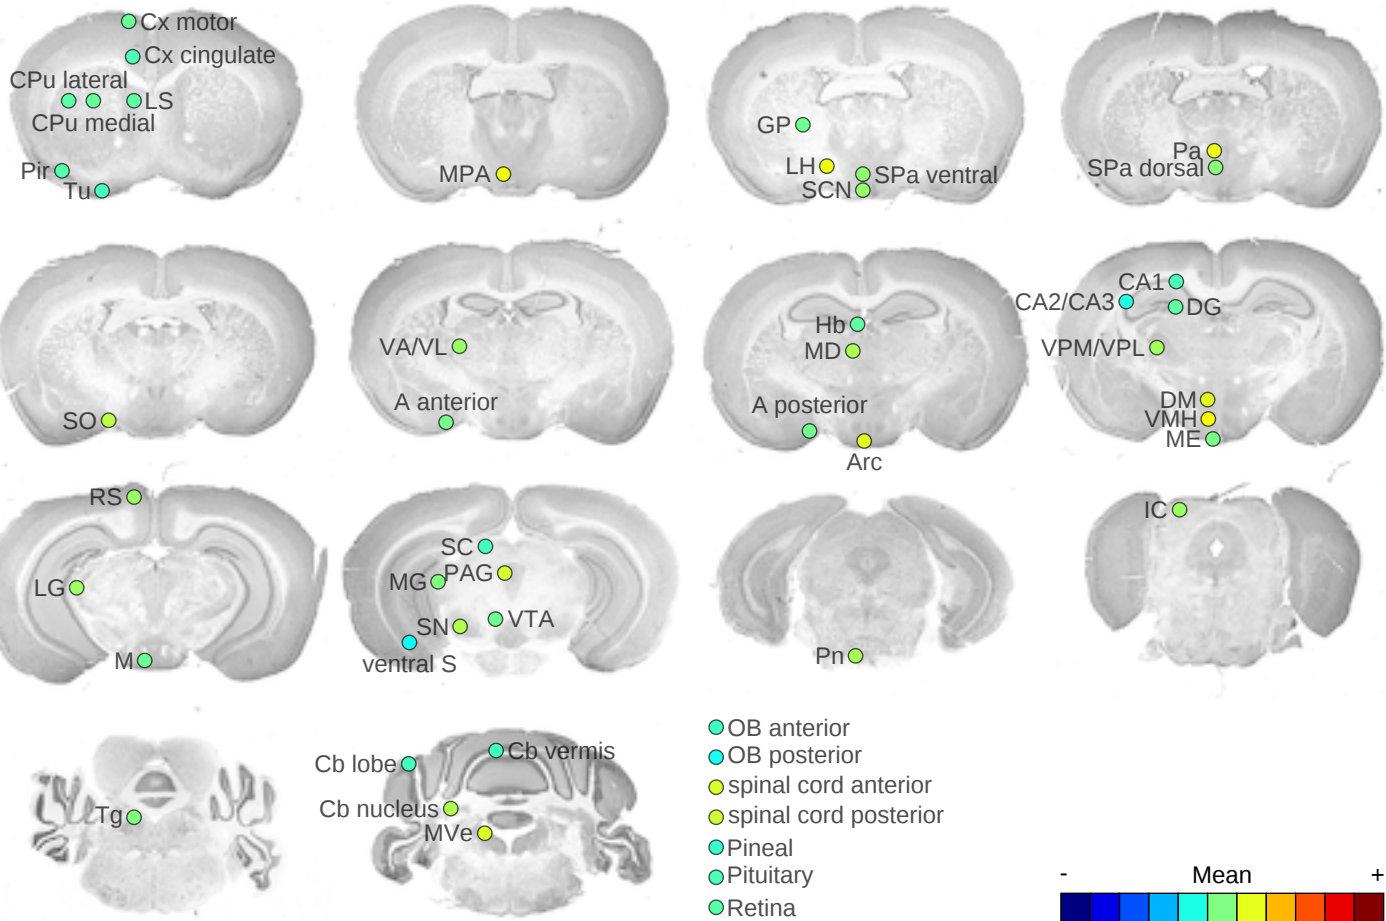 Cx motor
Cx cingulate
CPu lateral
LS
CPu medial
Pir
Tu
MPA
GP
LH
SPa ventral
SCN
Pa
SPa dorsal
SO
VA/VL
A anterior
Hb
MD
A posterior
Arc
CA1
CA2/CA3
DG
VPM/VPL
DM
VMH
ME
RS
LG
M
SC
PAG
MG
VTA
SN
ventral S
Pn
IC
Tg
Cb vermis
Cb lobe
Cb nucleus
MVe
OB anterior
OB posterior
spinal cord anterior
spinal cord posterior
Pineal
Pituitary
Retina
- Mean +